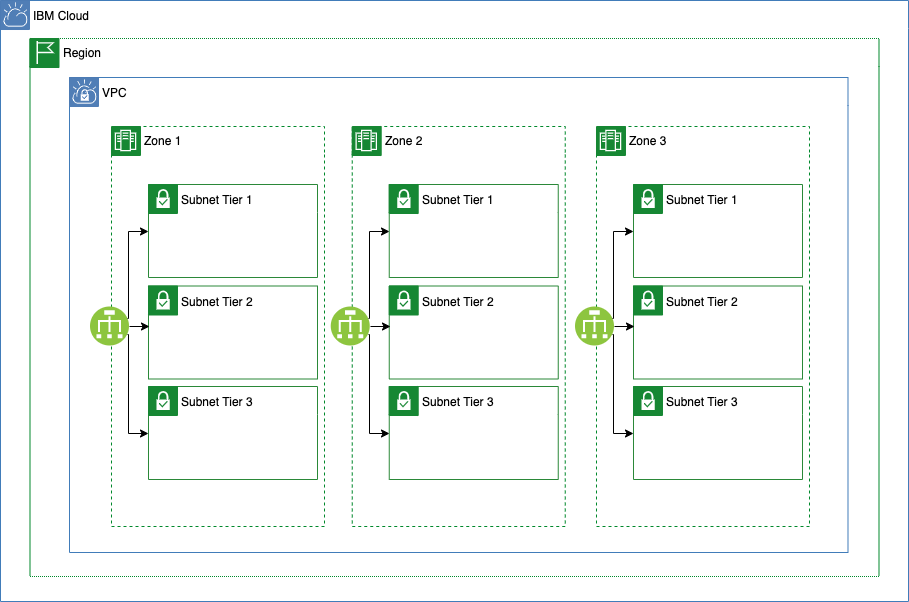 IBM Cloud
Region
VPC
Zone 1
Subnet Tier 1
Subnet Tier 2
Subnet Tier 3
Zone 2
Subnet Tier 1
Subnet Tier 2
Subnet Tier 3
Zone 3
Subnet Tier 1
Subnet Tier 2
Subnet Tier 3